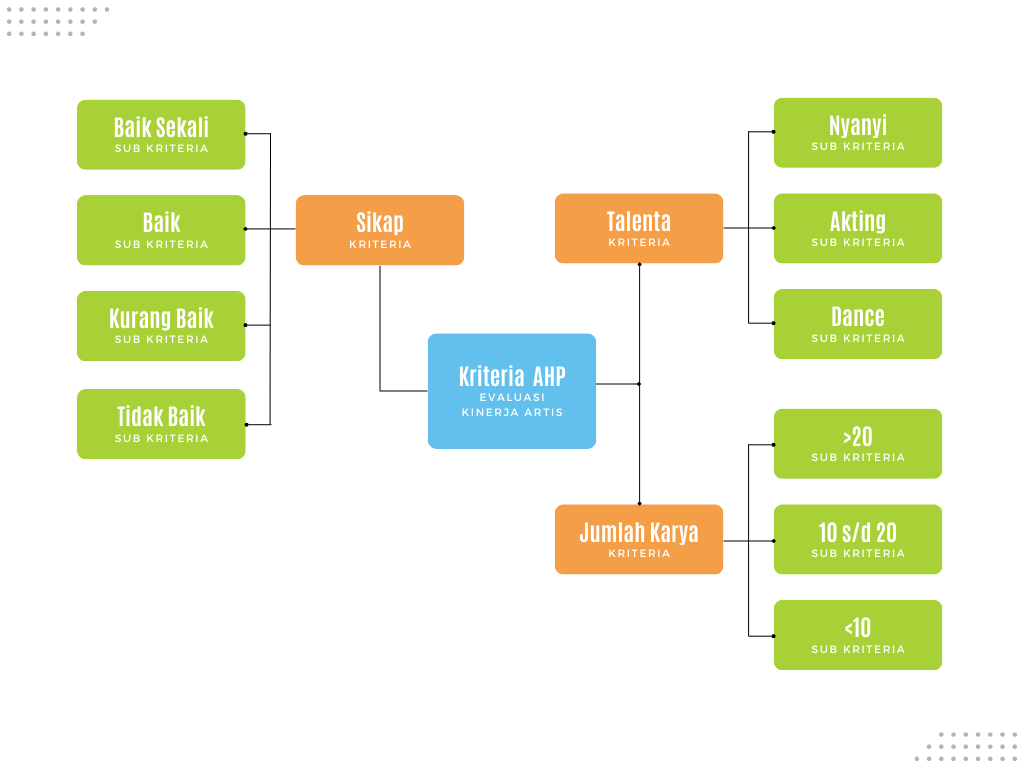 Baik Sekali
SUB KRITERIA
Baik
SUB KRITERIA
Kurang Baik
SUB KRITERIA
Tidak Baik
SUB KRITERIA
Sikap
KRITERIA
Kriteria AHP
EVALUASI
KINERJA ARTIS
Talenta
KRITERIA
Nyanyi
SUB KRITERIA
Akting
SUB KRITERIA
Dance
SUB KRITERIA
Jumlah Karya
KRITERIA
>20
SUB KRITERIA
10 s/d 20
SUB KRITERIA
<10
SUB KRITERIA